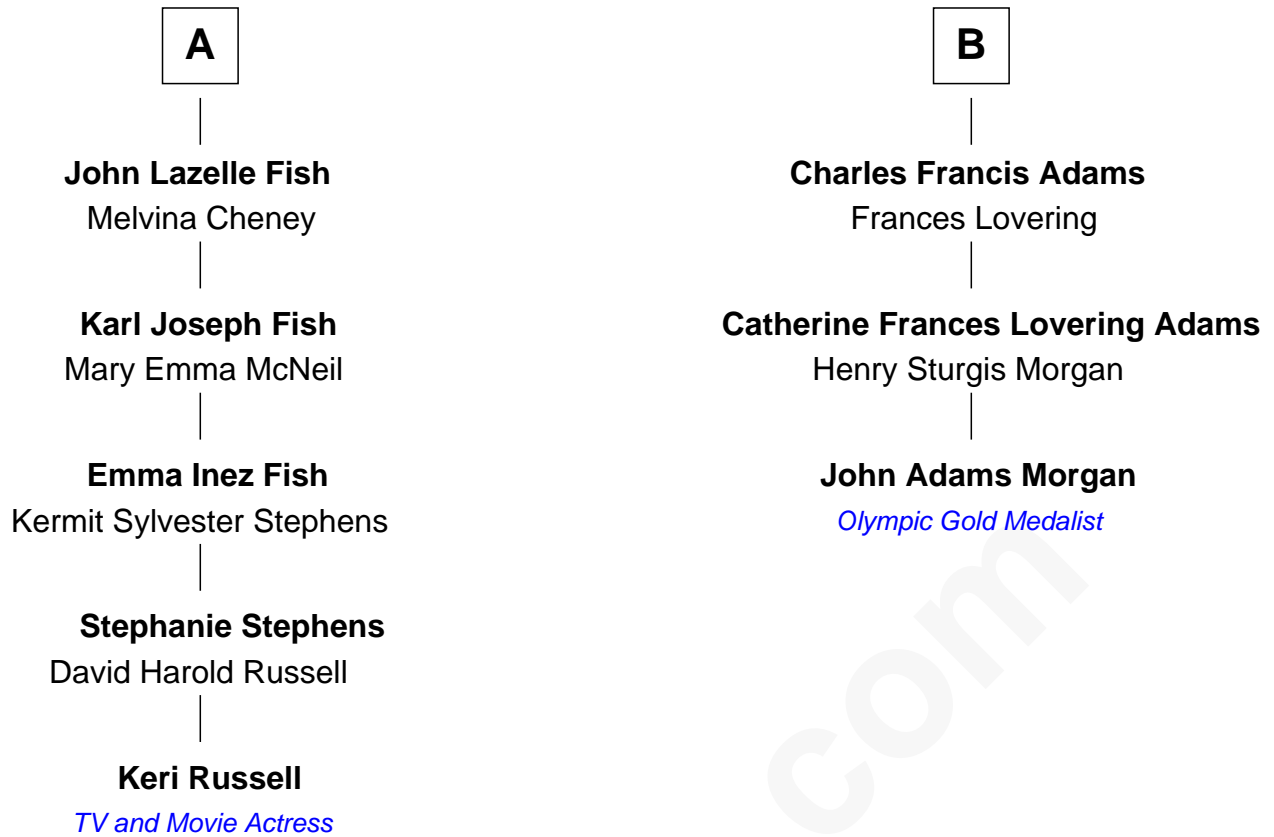 A
John Lazelle Fish
Melvina Cheney
Karl Joseph Fish
Mary Emma McNeil
Emma Inez Fish
Kermit Sylvester Stephens
Stephanie Stephens
David Harold Russell
Keri Russell
TV and Movie Actress
B
Charles Francis Adams
Frances Lovering
Catherine Frances Lovering Adams
Henry Sturgis Morgan
John Adams Morgan
Olympic Gold Medalist
com